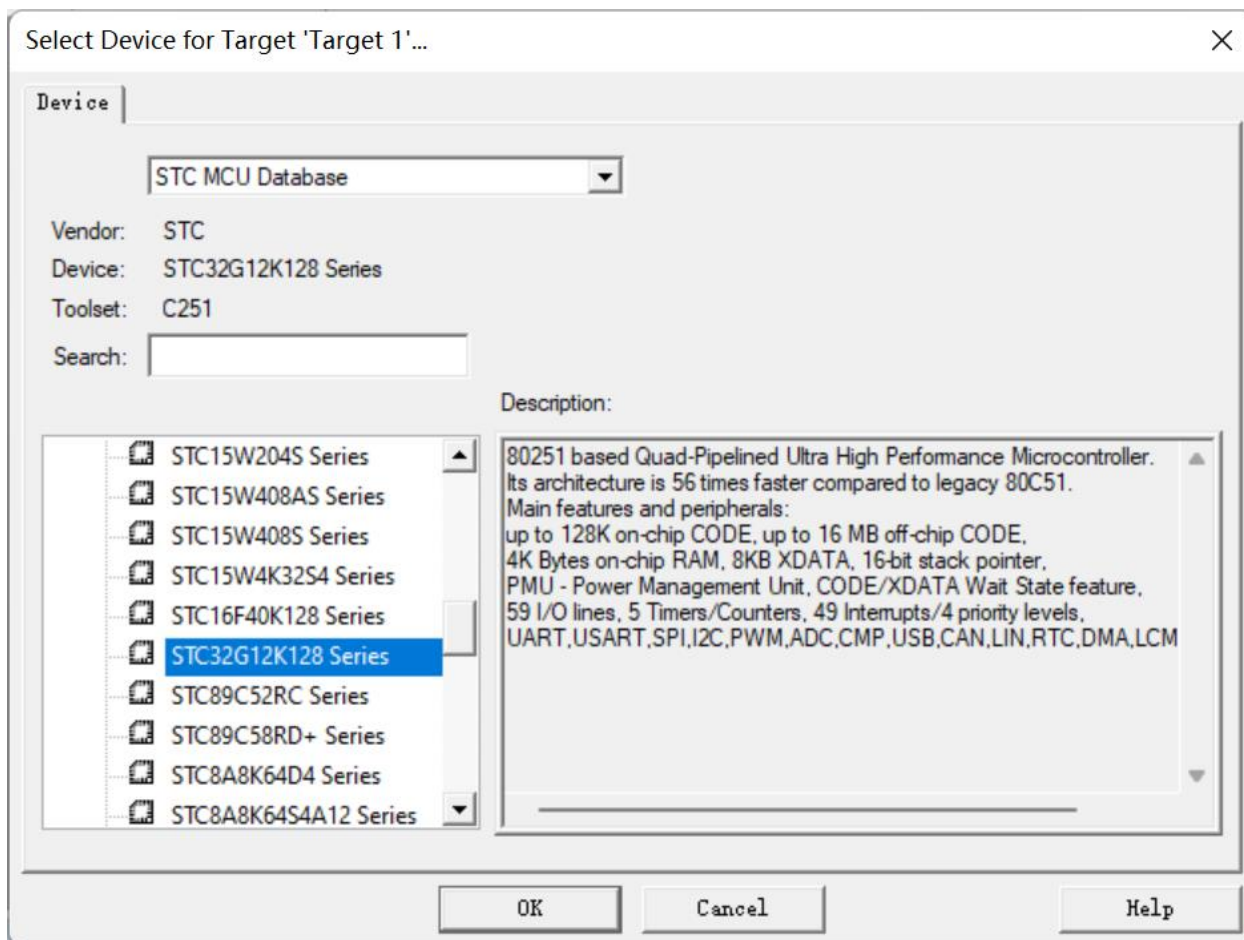 Select Device for Target 'Target 1'...
Device
STC MCU Database
Vendor: STC
Device: STC32G12K128 Series
Toolset: C251
Search:
Description:
STC15W204S Series
STC15W408AS Series
STC15W408S Series
STC15W4K32S4 Series
STC16F40K128 Series
STC32G12K128 Series
STC89C52RC Series
STC89C58RD+ Series
STC8A8K64D4 Series
STC8A8K64S4A12 Series
80251 based Quad-Pipelined Ultra High Performance Microcontroller.
Its architecture is 56 times faster compared to legacy 80C51.
Main features and peripherals:
up to 128K on-chip CODE, up to 16 MB off-chip CODE,
4K Bytes on-chip RAM, 8KB XDATA, 16-bit stack pointer,
PMU - Power Management Unit, CODE/XDATA Wait State feature,
59 I/O lines, 5 Timers/Counters, 49 Interrupts/4 priority levels,
UART,USART,SPI,I2C,PWM,ADC,CMP,USB,CAN,LIN,RTC,DMA,LCM
OK
Cancel
Help